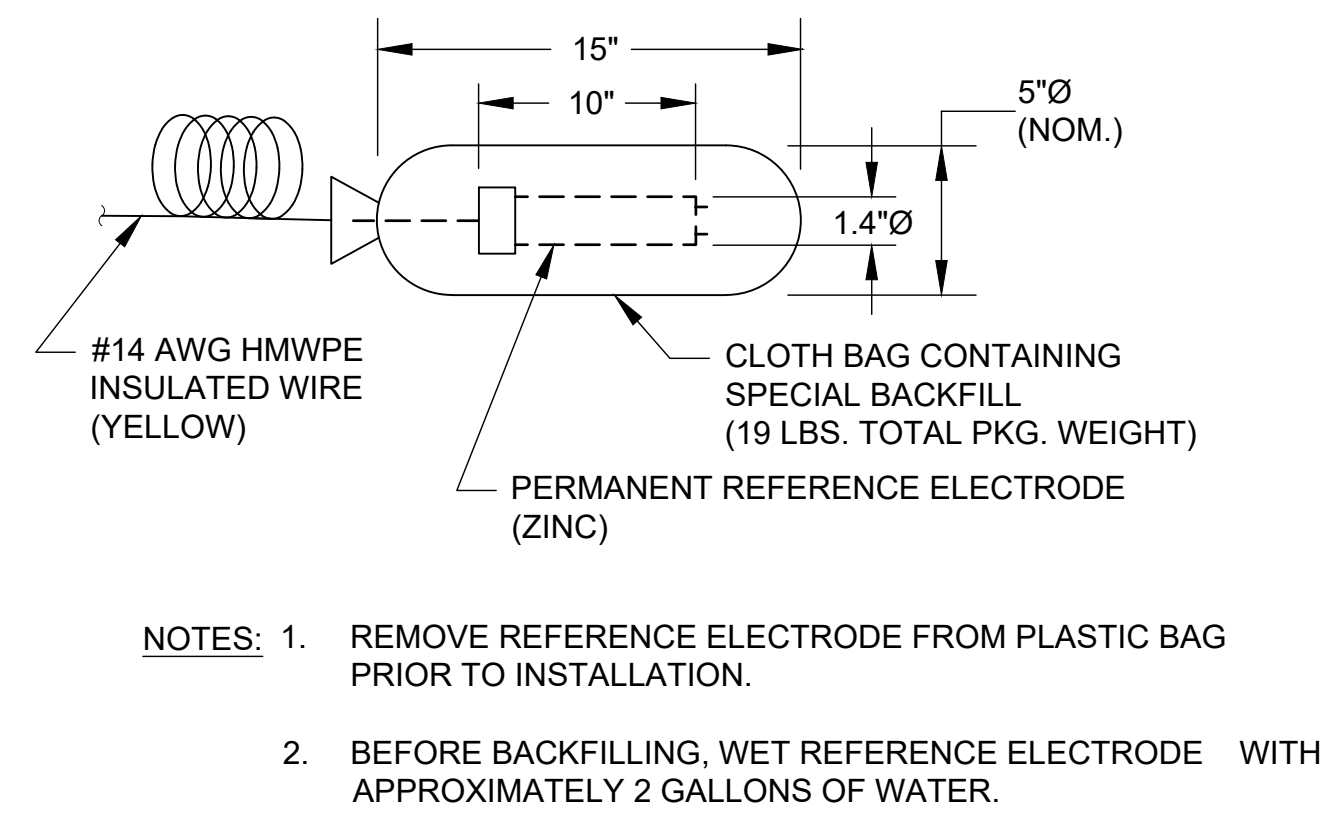 15"
10"
5"Ø
(NOM.)
1.4"Ø
#14 AWG HMWPE
INSULATED WIRE
(YELLOW)
CLOTH BAG CONTAINING
SPECIAL BACKFILL
(19 LBS. TOTAL PKG. WEIGHT)
PERMANENT REFERENCE ELECTRODE
(ZINC)
NOTES: 1. REMOVE REFERENCE ELECTRODE FROM PLASTIC BAG
PRIOR TO INSTALLATION.
2. BEFORE BACKFILLING, WET REFERENCE ELECTRODE WITH
APPROXIMATELY 2 GALLONS OF WATER.